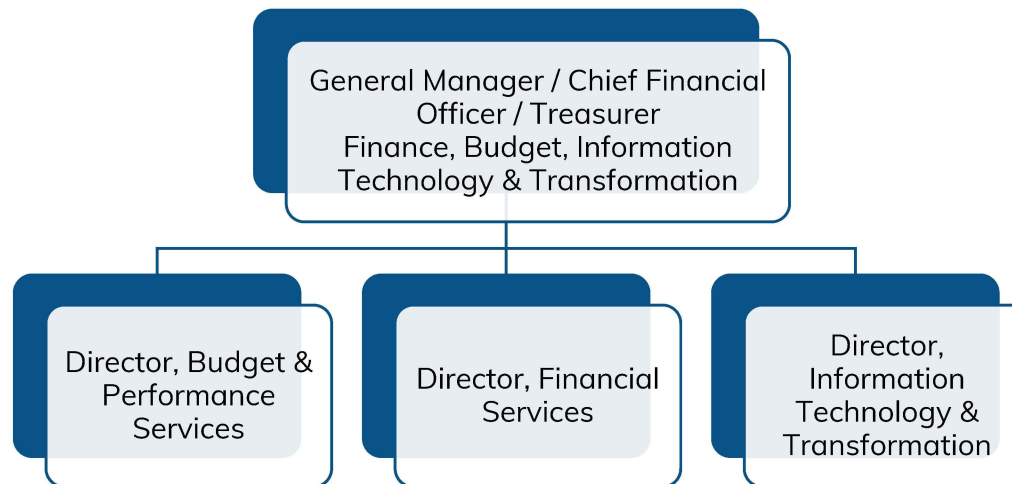 General Manager / Chief Financial
Officer / Treasurer
Finance, Budget, Information
Technology & Transformation
Director, Budget &
Performance
Services
Director, Financial
Services
Director,
Information
Technology &
Transformation